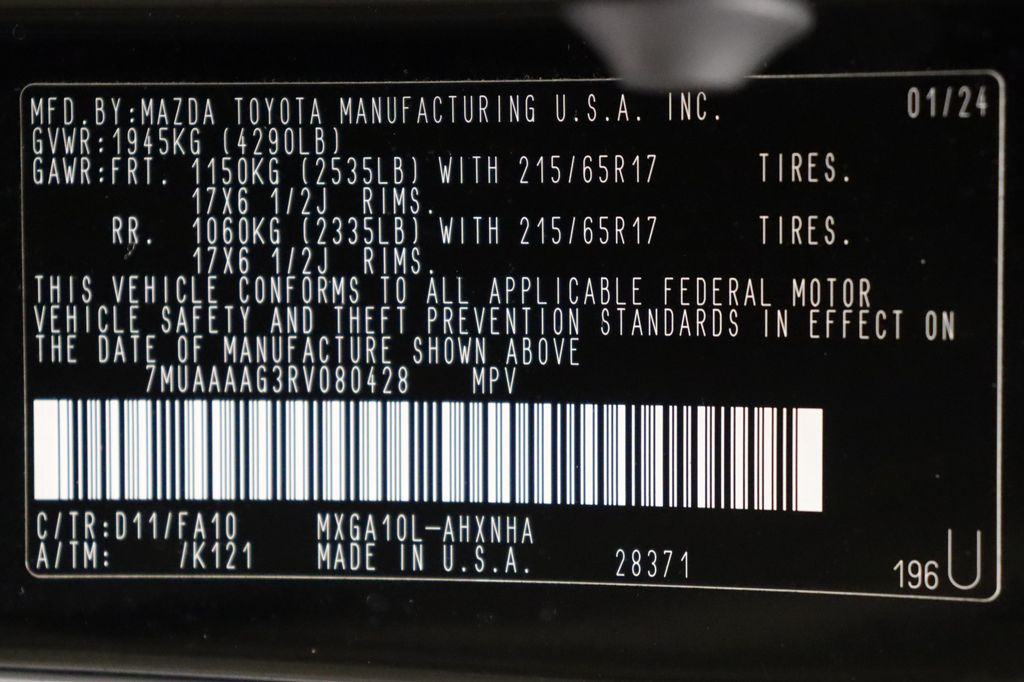 MFD.BY:MAZDA TOYOTA MANUFACTURING U.S.A. INC. 01/24
GVWR:1945KG (4290LB)
GAWR:FRT. 1150KG (2535LB) WITH 215/65R17 TIRES.
17X6 1/2J RIMS.
RR. 1060KG (2335LB) WITH 215/65R17 TIRES.
17X6 1/2J RIMS.
THIS VEHICLE CONFORMS TO ALL APPLICABLE FEDERAL MOTOR
VEHICLE SAFETY AND THEFT PREVENTION STANDARDS IN EFFECT ON
THE DATE OF MANUFACTURE SHOWN ABOVE
7MUAAAAG3RV080428 MPV
C/TR:D11/FA10 MXGA10L-AHXNHA
A/TM: /K121 MADE IN U.S.A. 28371
196 U